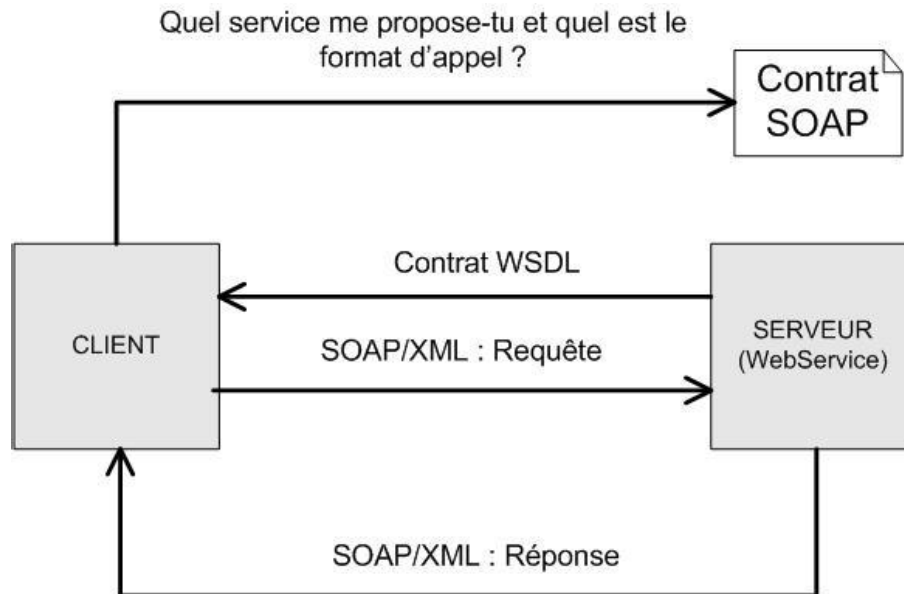 Quel service me propose-tu et quel est le
format d'appel ?
Contrat
SOAP
Contrat WSDL
CLIENT
SERVEUR
(WebService)
SOAP/XML : Requête
SOAP/XML : Réponse